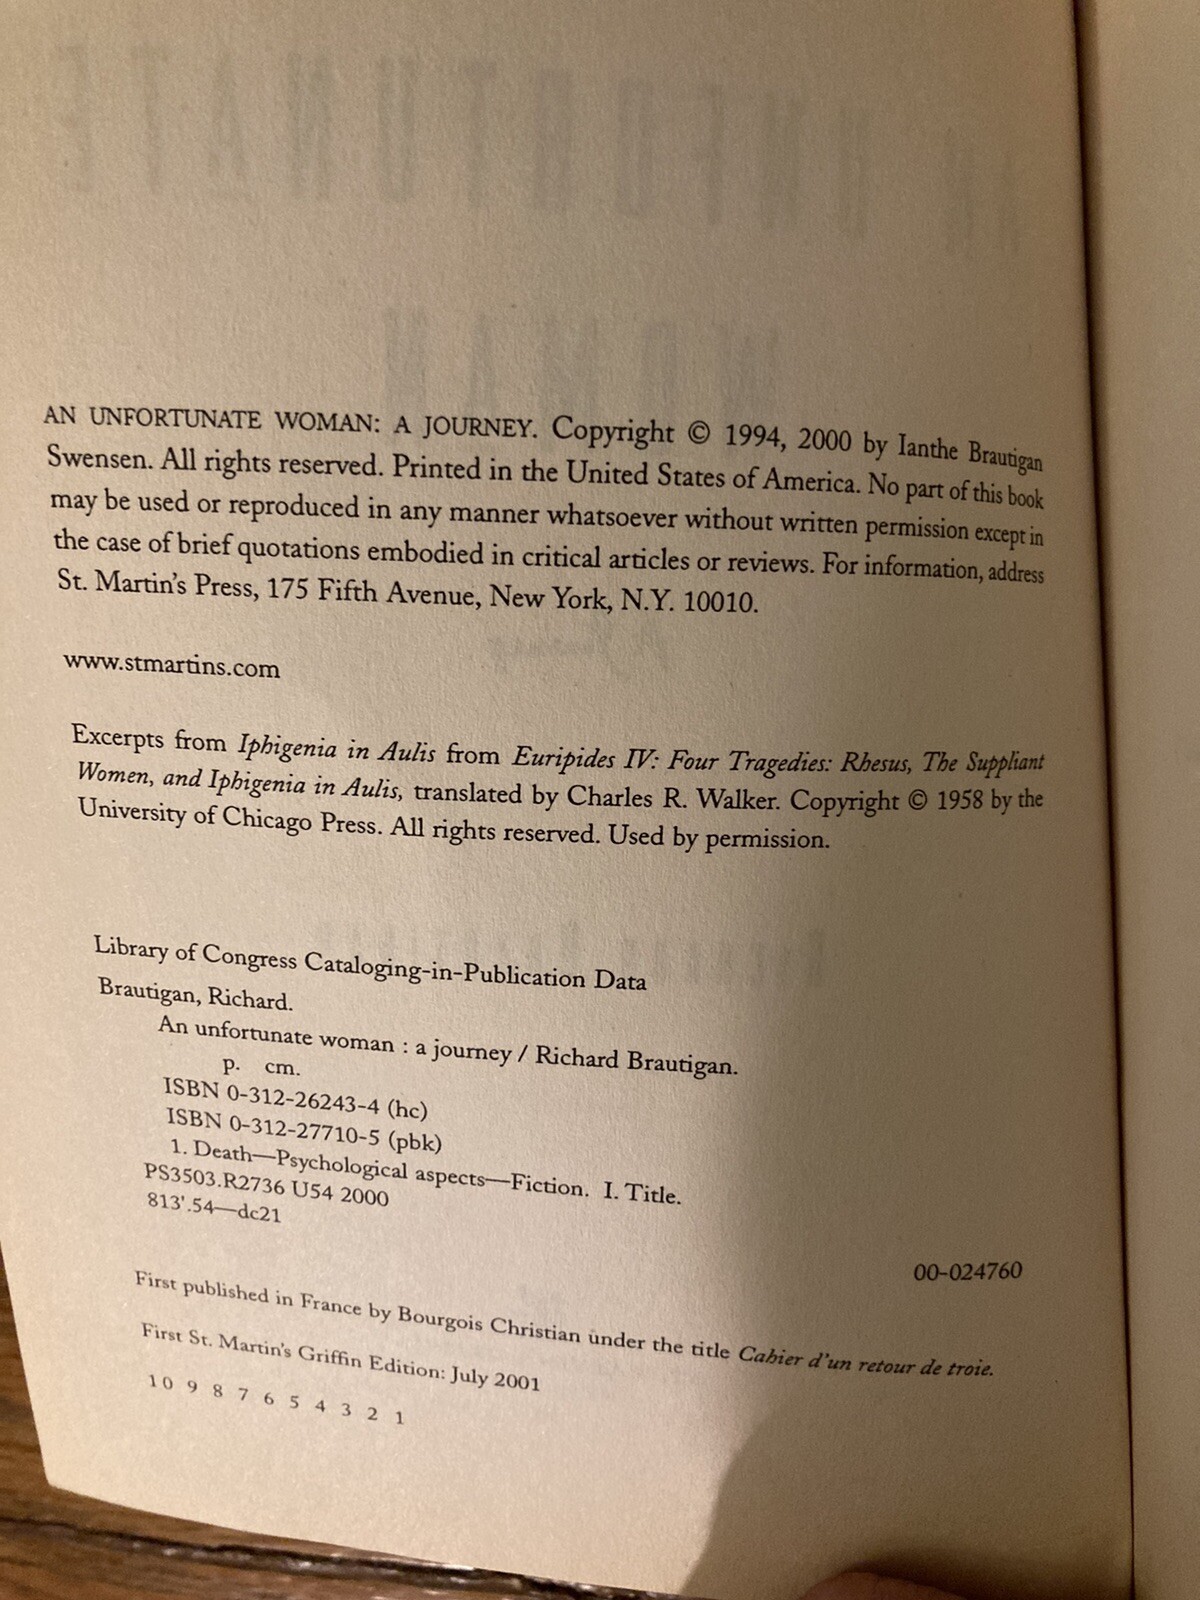 AN UNFORTUNATE WOMAN: A JOURNEY. Copyright © 1994, 2000 by Ianthe Brautigan
Swensen. All rights reserved. Printed in the United States of America. No part of this book
may be used or reproduced in any manner whatsoever without written permission except in
the case of brief quotations embodied in critical articles or reviews. For information, address
St. Martin's Press, 175 Fifth Avenue, New York, N.Y. 10010.
www.stmartins.com
Excerpts from Iphigenia in Aulis from Euripides IV: Four Tragedies: Rhesus, The Suppliant
Women, and Iphigenia in Aulis, translated by Charles R. Walker. Copyright © 1958 by the
University of Chicago Press. All rights reserved. Used by permission.
Library of Congress Cataloging-in-Publication Data
Brautigan, Richard.
An unfortunate woman : a journey / Richard Brautigan.
p. cm.
ISBN 0-312-26243-4 (hc)
ISBN 0-312-27710-5 (pbk)
1. Death—Psychological aspects—Fiction. I. Title.
PS3503.R2736 U54 2000
813'.54—dc21
00-024760
First published in France by Bourgois Christian under the title Cahier d'un retour de troie.
First St. Martin's Griffin Edition: July 2001
10 9 8 7 6 5 4 3 2 1